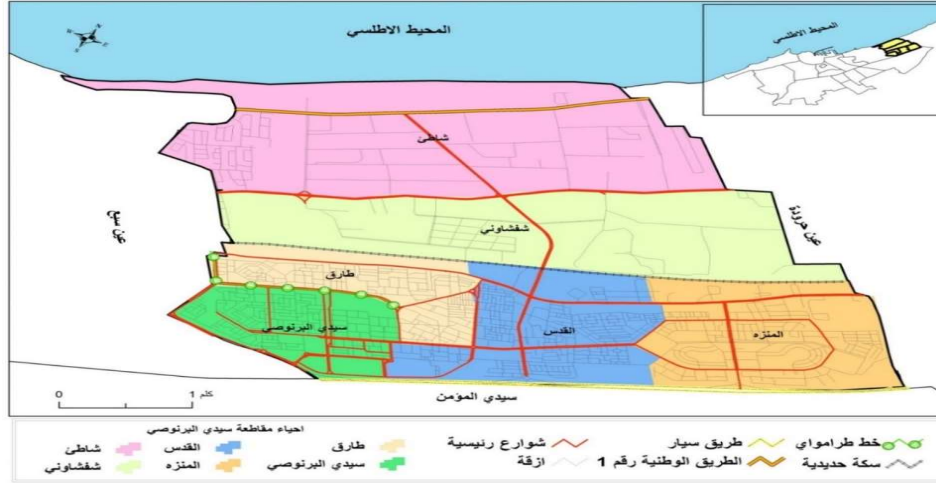 المحيط الاطلسي
المحيط الاطلسي
شاطئ
عين سبع
عين حرودة
شفشاوني
طارق
سيدي البرنوصي
القدس
المنزه
سيدي المؤمن
0 1 كلم
احياء مقاطعة سيدي البرنوصي
خط طرامواي طريق سيار شوارع رئيسية طارق القدس شاطئ
سكة حديدية الطريق الوطنية رقم 1 ازقة سيدي البرنوصي المنزه شفشاوني